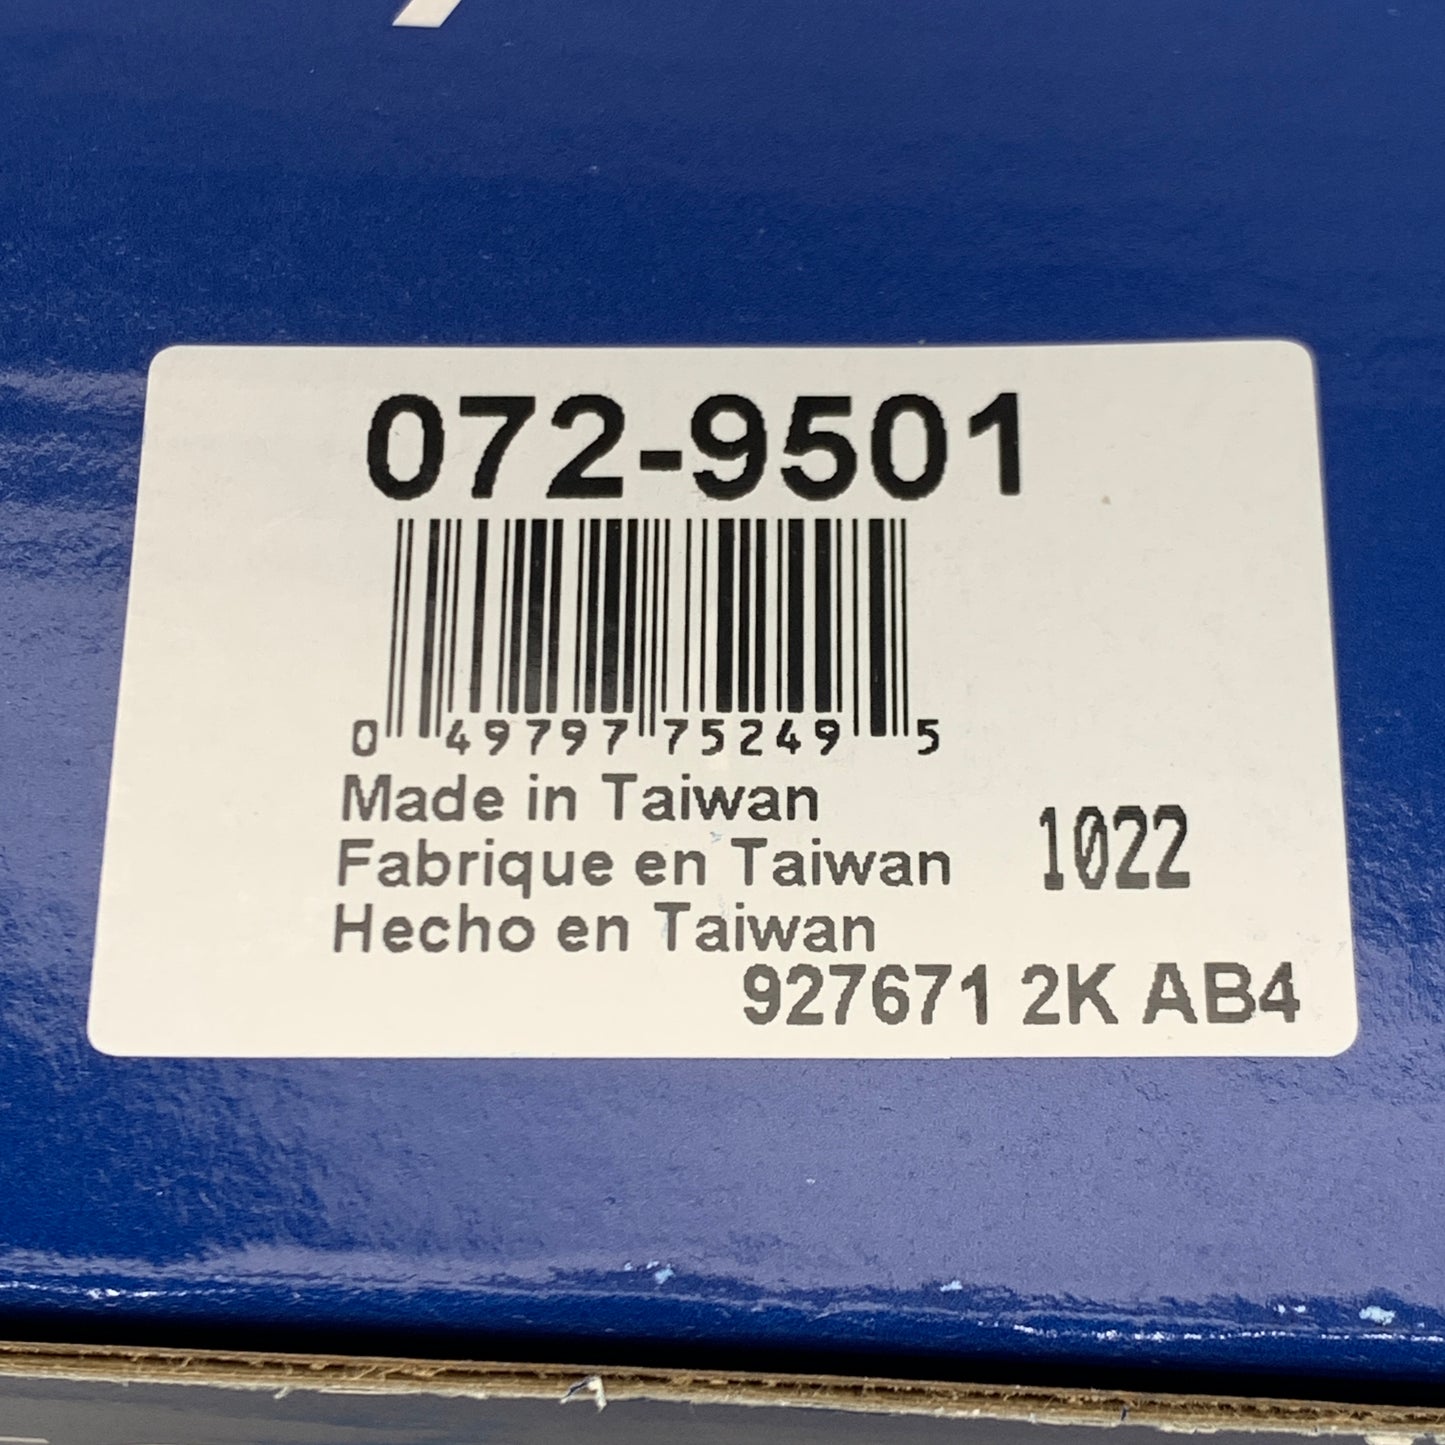 072-9501
0 49797 75249 5
Made in Taiwan
Fabrique en Taiwan 1022
Hecho en Taiwan
927671 2K AB4